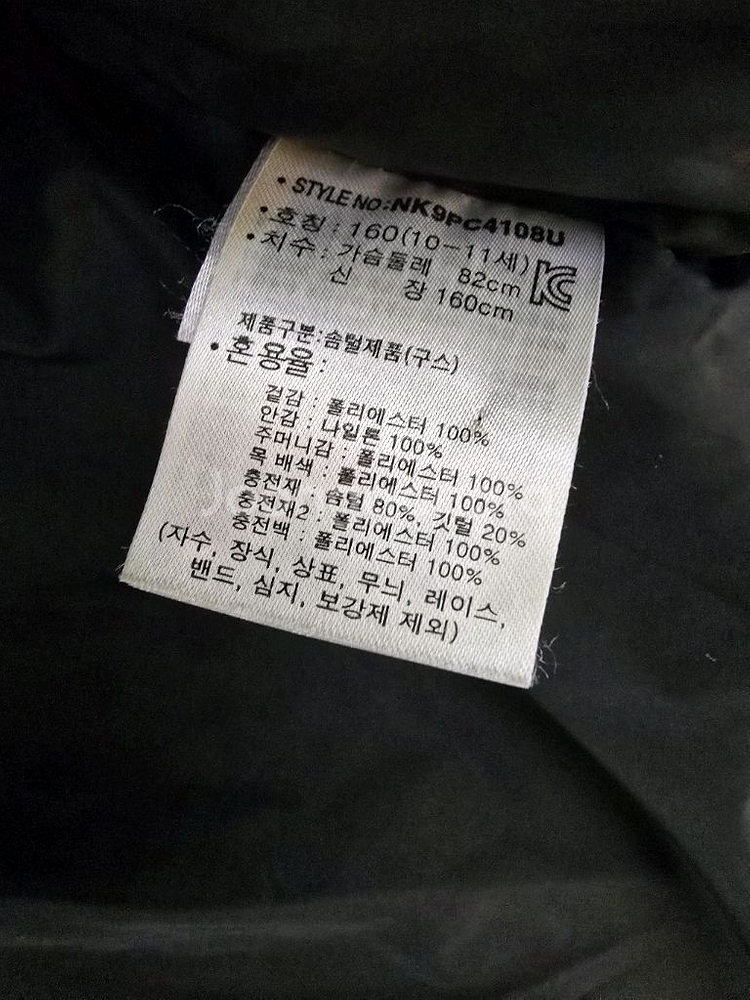 • STYLE NO:NK9PC4108U
• 호칭 : 160(10-11세)
• 치수 : 가슴둘레 82cm
신 장 160cm
제품구분:솜털제품(구스)
• 혼용율 :
겉감 : 폴리에스터 100%
안감 : 나일론 100%
주머니감 : 폴리에스터 100%
목 배색 : 폴리에스터 100%
충전재 : 솜털 80%, 깃털 20%
충전재2 : 폴리에스터 100%
충전백 : 폴리에스터 100%
(자수, 장식, 상표, 무늬, 레이스,
밴드, 심지, 보강제 제외)